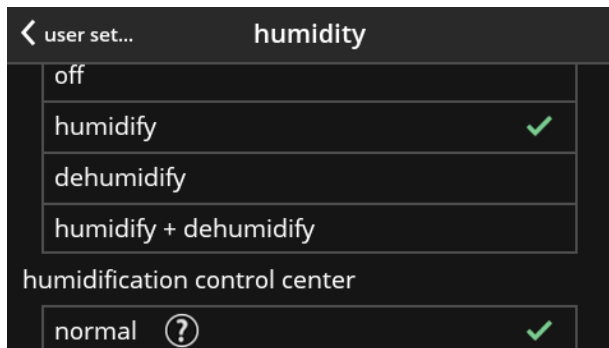 user set...
humidity
off
humidify
dehumidify
humidify + dehumidify
humidification control center
normal ?